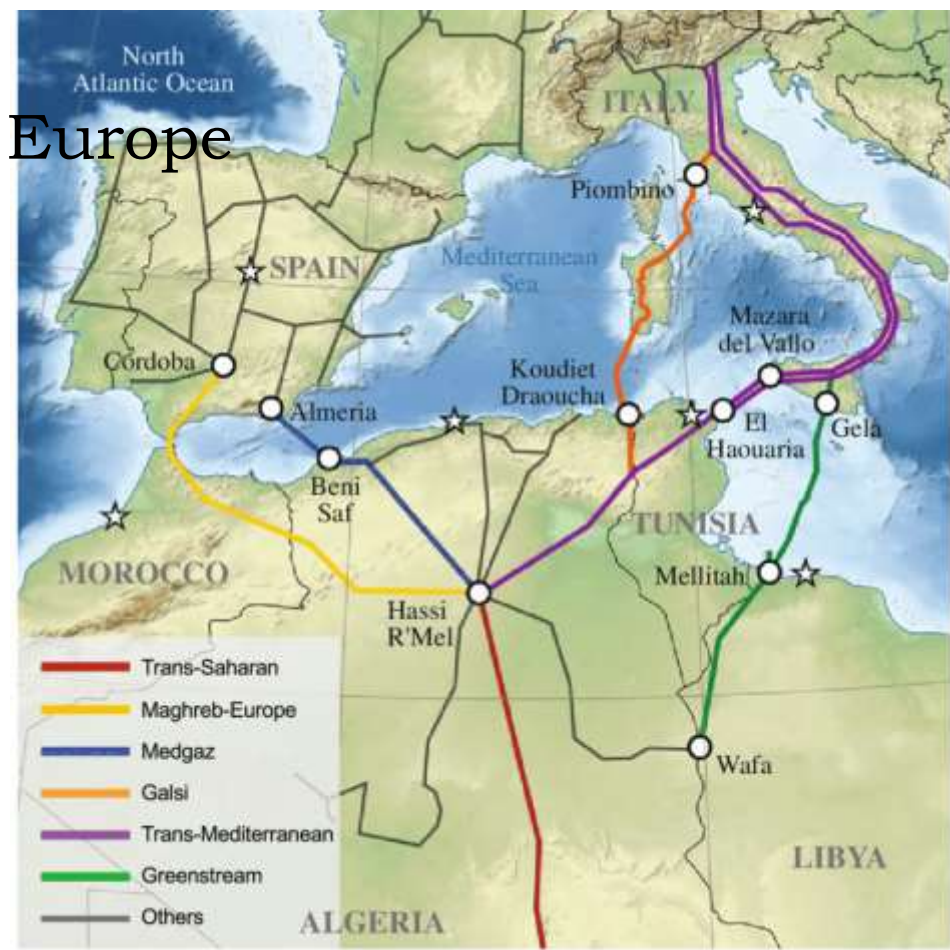 North
Atlantic Ocean
Europe
ITALY
Piombino
Mediterranean
Sea
SPAIN
Mazara
del Vallo
Córdoba
Koudiet
Draoucha
Almeria
El
Haouaria
Gela
Beni
Saf
TUNISIA
MOROCCO
Mellitah
Hassi
R'Mel
Wafa
LIBYA
ALGERIA
Trans-Saharan
Maghreb-Europe
Medgaz
Galsi
Trans-Mediterranean
Greenstream
Others